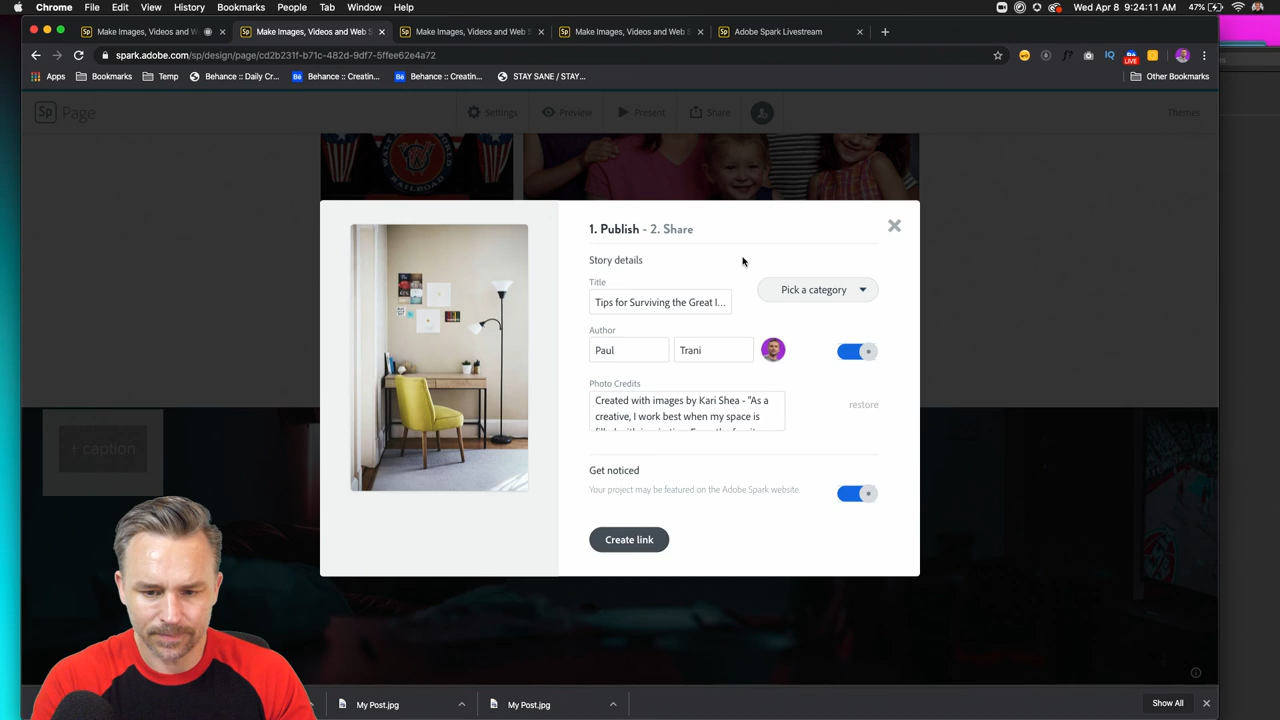 Chrome File Edit View History Bookmarks People Tab Window Help
47% Wed Apr 8 9:24:11 AM
Make Images, Videos and W
Make Images, Videos and Web S
Make Images, Videos and Web S
Make Images, Videos and Web S
Adobe Spark Livestream
spark.adobe.com/sp/design/page/cd2b231f-b71c-482d-9df7-5ffee62e4a72
Apps Bookmarks Temp Behance :: Daily Cr... Behance :: Creatin... Behance :: Creatin... STAY SANE / STAY... Other Bookmarks
IQ
LIVE
Sp Page Settings Preview Present Share Themes
RAILROAD
1. Publish - 2. Share
Story details
Title
Tips for Surviving the Great I...
Pick a category
Author
Paul Trani
Photo Credits
Created with images by Kari Shea - "As a
creative, I work best when my space is
restore
+ caption
Get noticed
Your project may be featured on the Adobe Spark website.
Create link
My Post.jpg
My Post.jpg
Show All